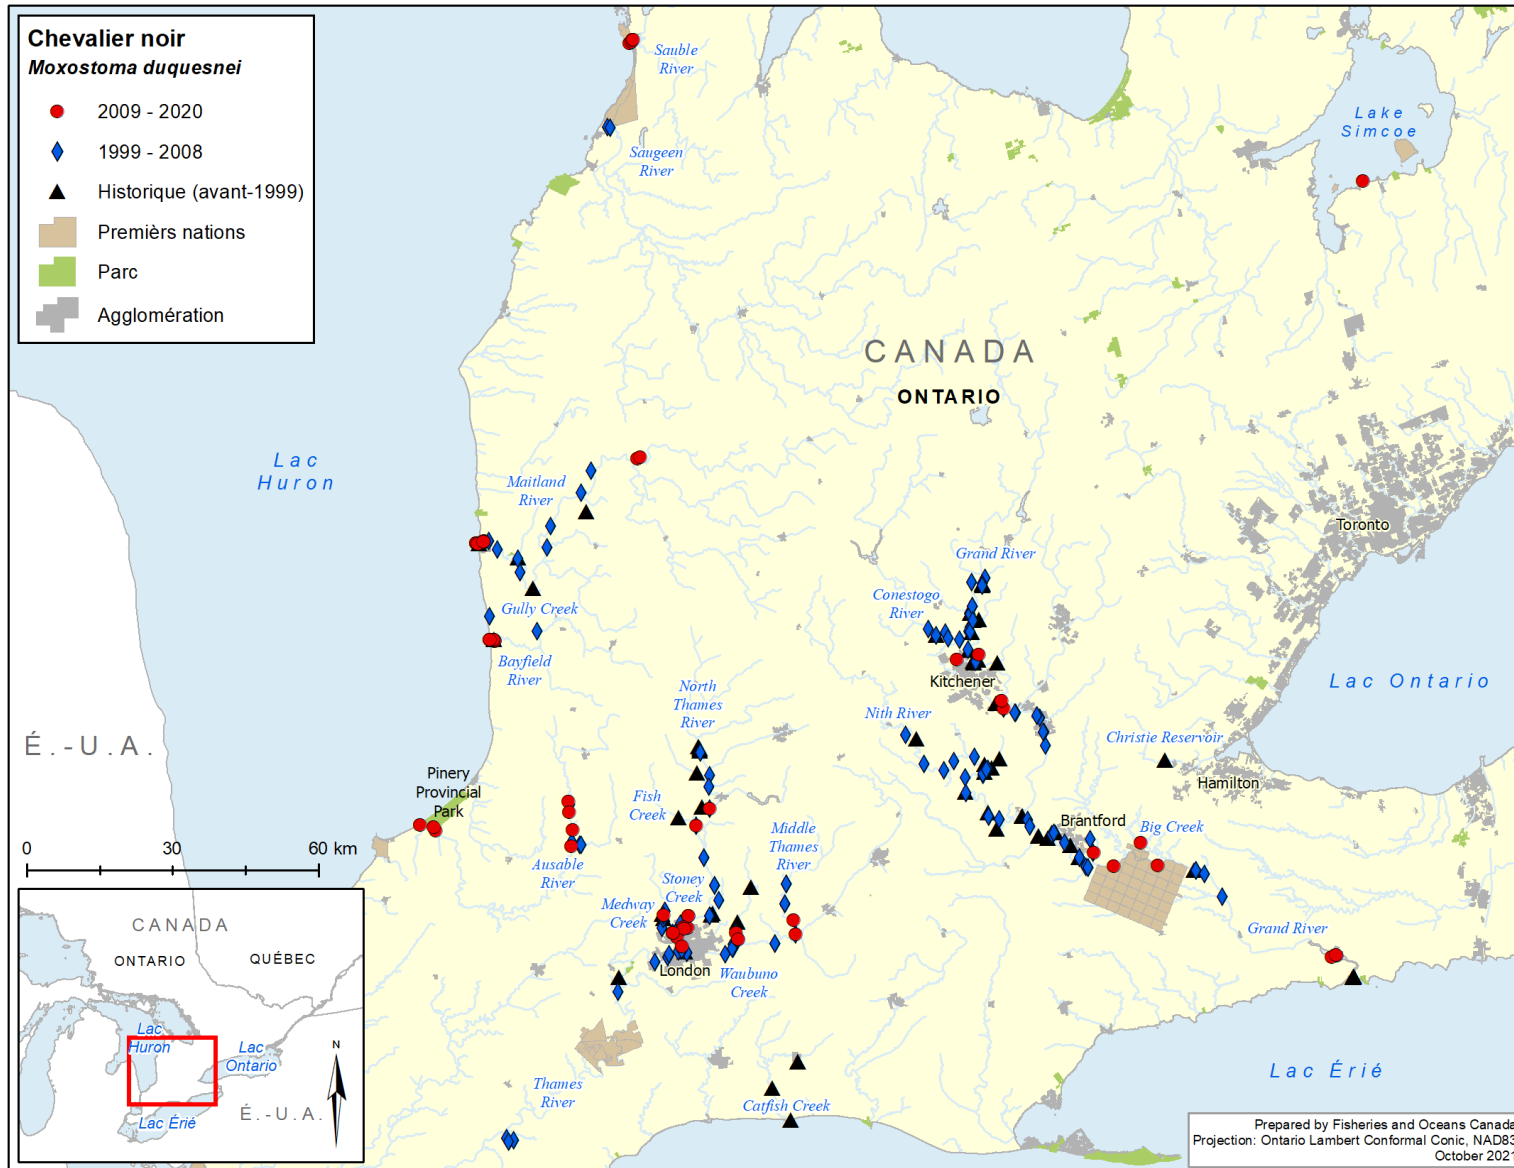 Chevalier noir
Moxostoma duquesnei
2009 - 2020
1999 - 2008
Historique (avant-1999)
Premièrs nations
Parc
Agglomération
Sauble
River
Saugeen
River
Lake
Simcoe
CANADA
ONTARIO
Lac
Huron
Maitland
River
Toronto
Grand River
Conestogo
River
Gully Creek
Bayfield
River
Kitchener
Lac Ontario
North
Thames
River
Nith River
Christie Reservoir
É.-U.A.
Pinery
Provincial
Park
Hamilton
Fish
Creek
Middle
Thames
River
Brantford
Big Creek
0 30 60 km
Ausable
River
Stoney
Creek
Medway
Creek
Grand River
London
Waubuno
Creek
CANADA
ONTARIO
QUÉBEC
Lac
Huron
Lac
Ontario
N
É.-U.A.
Lac Érié
Thames
River
Catfish Creek
Lac Érié
Prepared by Fisheries and Oceans Canada
Projection: Ontario Lambert Conformal Conic, NAD83
October 2021